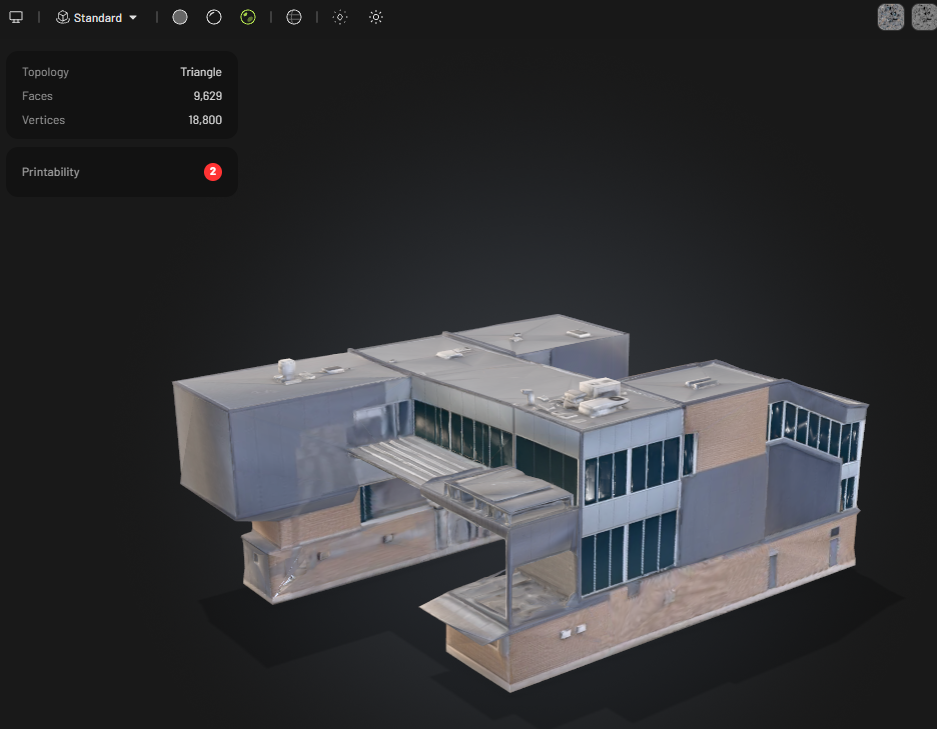 Standard
Topology Triangle
Faces 9,629
Vertices 18,800
Printability 2